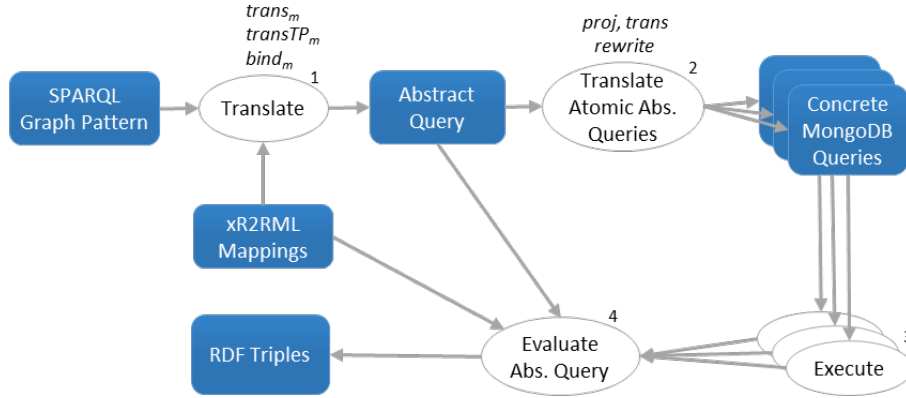 trans_m
transTP_m
bind_m
1
proj, trans
rewrite
2
SPARQL
Graph Pattern
Translate
Abstract
Query
Translate
Atomic Abs.
Queries
Concrete
MongoDB
Queries
xR2RML
Mappings
RDF Triples
4
Evaluate
Abs. Query
3
Execute